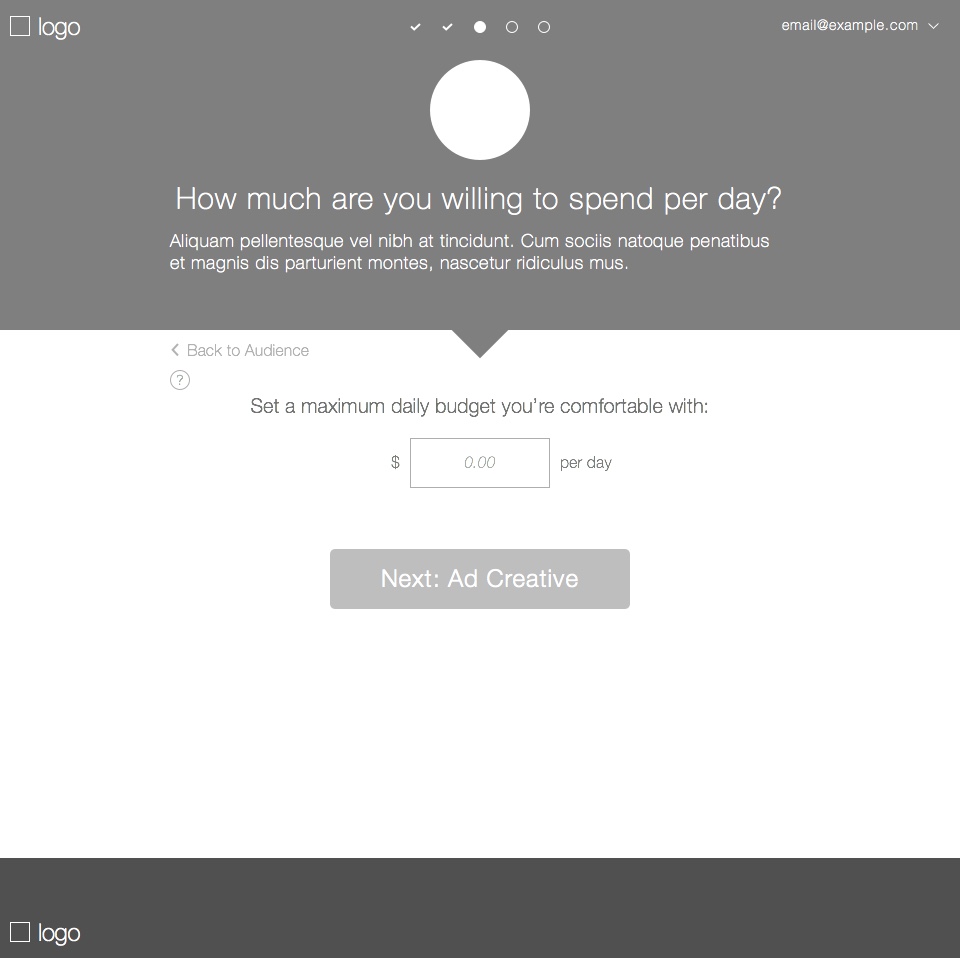 logo
email@example.com
How much are you willing to spend per day?
Aliquam pellentesque vel nibh at tincidunt. Cum sociis natoque penatibus
et magnis dis parturient montes, nascetur ridiculus mus.
Back to Audience
?
Set a maximum daily budget you're comfortable with:
$ 0.00 per day
Next: Ad Creative
logo